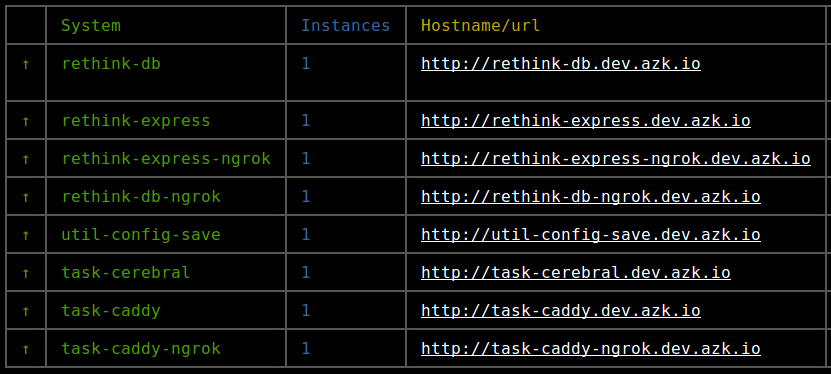 System Instances Hostname/url
↑ rethink-db 1 http://rethink-db.dev.azk.io
↑ rethink-express 1 http://rethink-express.dev.azk.io
↑ rethink-express-ngrok 1 http://rethink-express-ngrok.dev.azk.io
↑ rethink-db-ngrok 1 http://rethink-db-ngrok.dev.azk.io
↑ util-config-save 1 http://util-config-save.dev.azk.io
↑ task-cerebral 1 http://task-cerebral.dev.azk.io
↑ task-caddy 1 http://task-caddy.dev.azk.io
↑ task-caddy-ngrok 1 http://task-caddy-ngrok.dev.azk.io